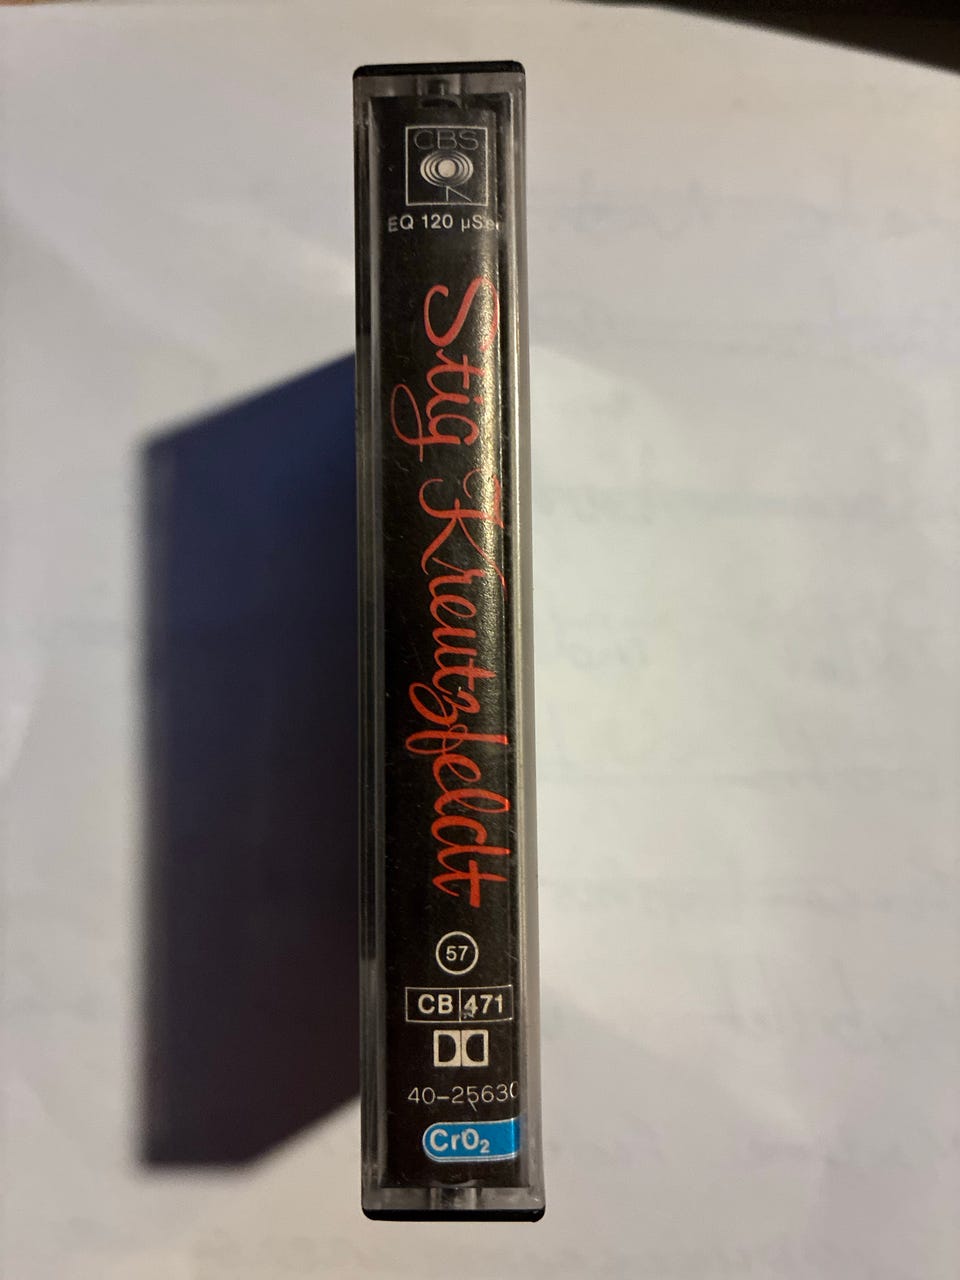 CBS
EQ 120 µSec
Stig Kreutzfeldt
57
CB 471
40-25630
CrO2